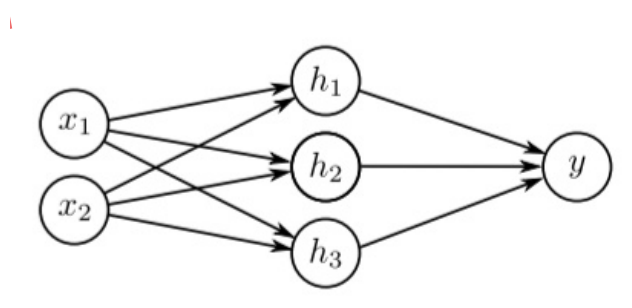 x₁
x₂
h₁
h₂
h₃
y